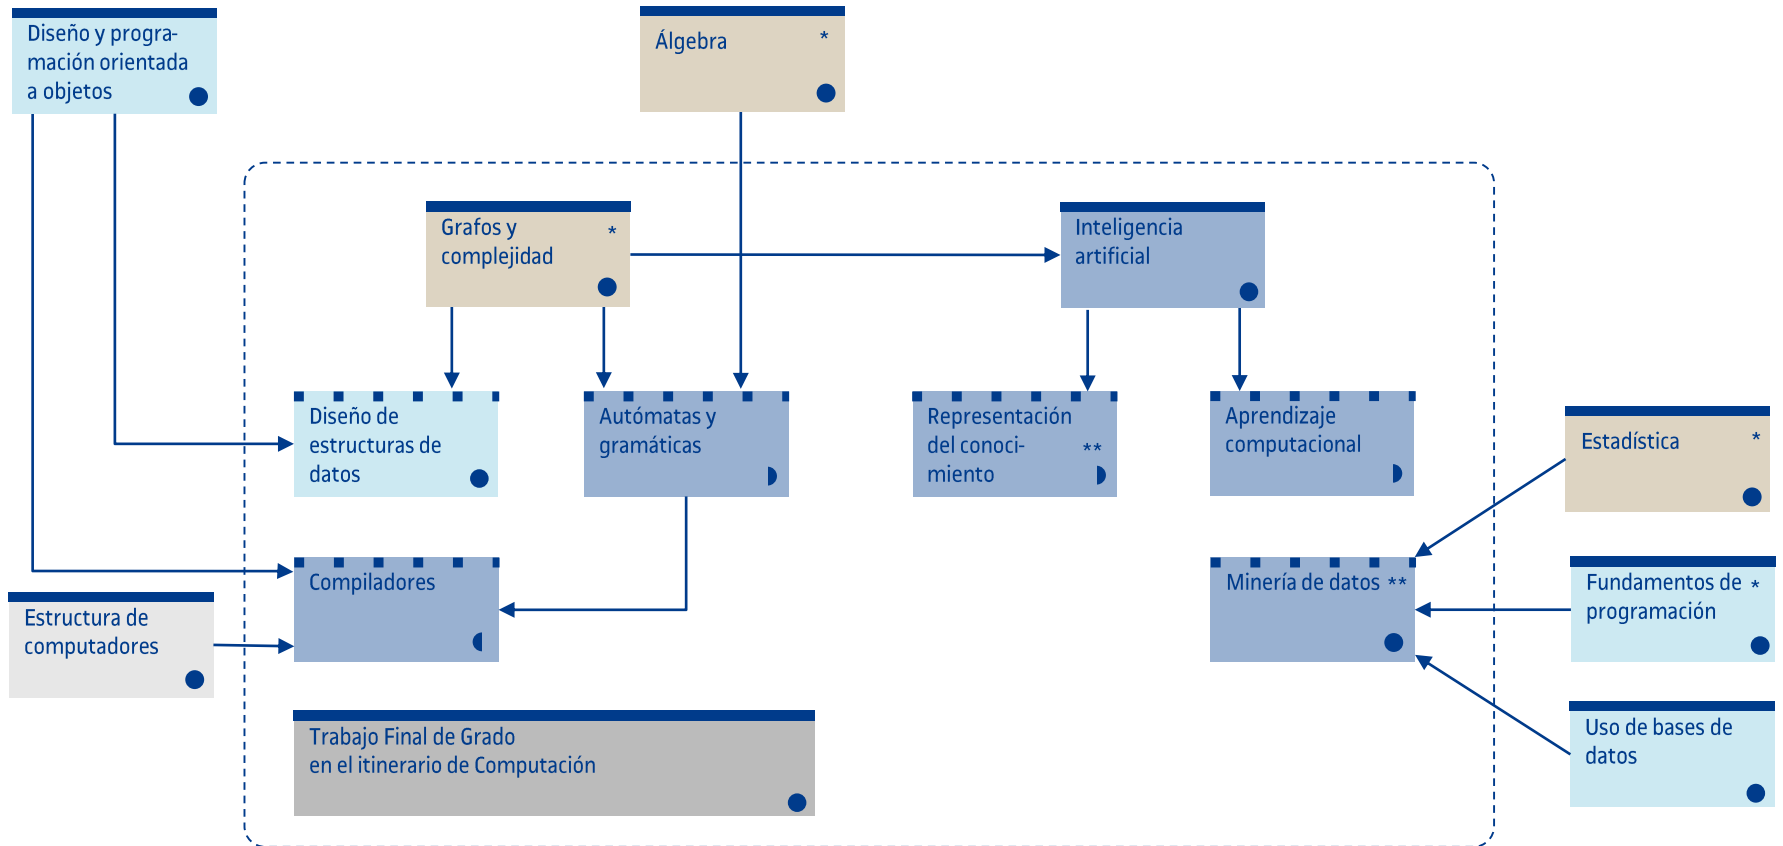 Diseño y progra-
mación orientada
a objetos
Álgebra *
Grafos y *
complejidad
Inteligencia
artificial
Diseño de
estructuras de
datos
Autómatas y
gramáticas
Representación
del conoci- **
miento
Aprendizaje
computacional
Estadística *
Compiladores
Minería de datos **
Fundamentos de *
programación
Estructura de
computadores
Trabajo Final de Grado
en el itinerario de Computación
Uso de bases de
datos